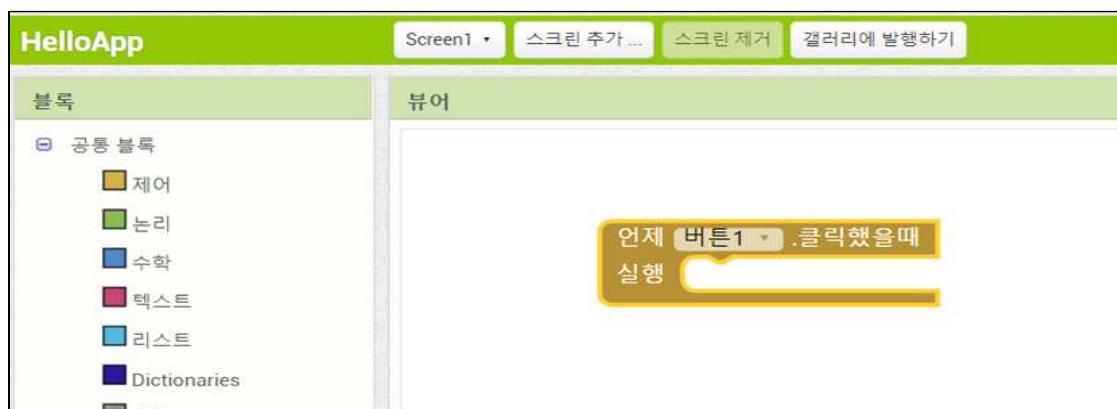 HelloApp Screen1 스크린 추가 ... 스크린 제거 갤러리에 발행하기
블록 뷰어
공통 블록
제어
논리
언제 버튼1 .클릭했을때
수학
실행
텍스트
리스트
Dictionaries